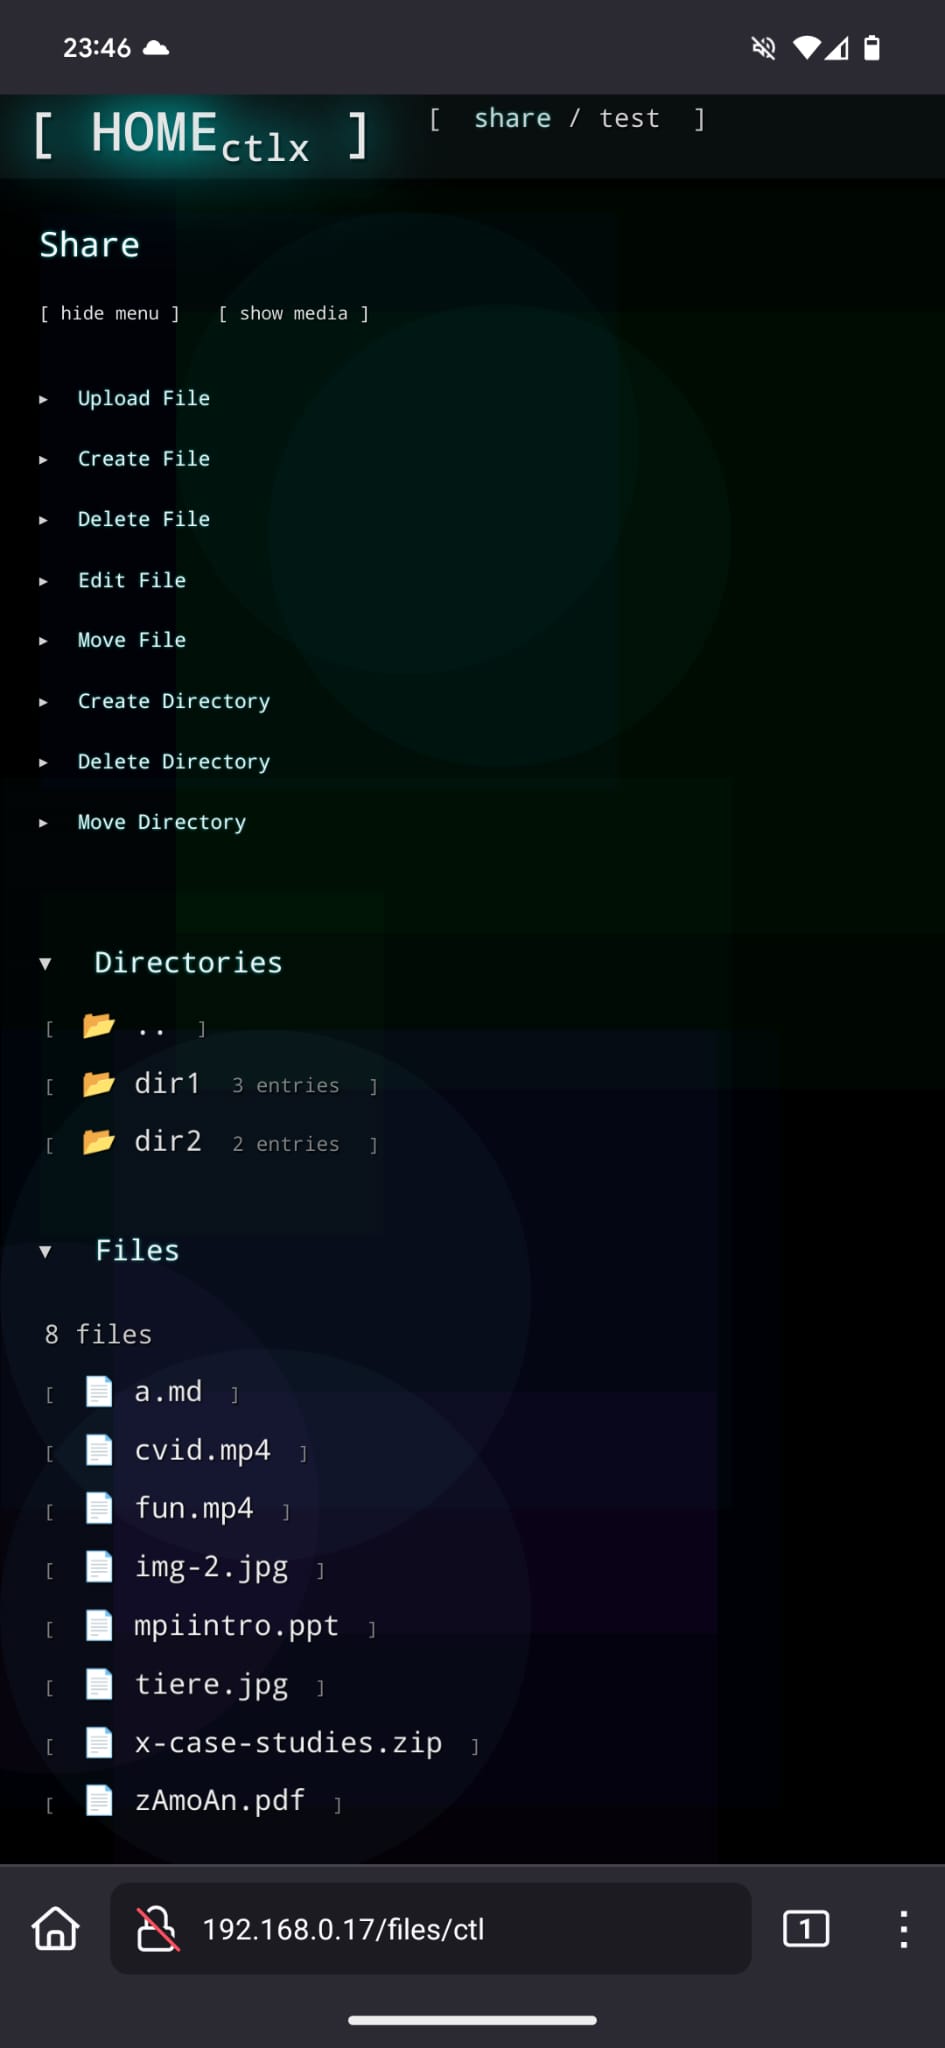 23:46
[ HOMEctlx ] [ share / test ]
Share
[ hide menu ] [ show media ]
▸ Upload File
▸ Create File
▸ Delete File
▸ Edit File
▸ Move File
▸ Create Directory
▸ Delete Directory
▸ Move Directory
▾ Directories
[ 📂 .. ]
[ 📂 dir1 3 entries ]
[ 📂 dir2 2 entries ]
▾ Files
8 files
[ 📄 a.md ]
[ 📄 cvid.mp4 ]
[ 📄 fun.mp4 ]
[ 📄 img-2.jpg ]
[ 📄 mpiintro.ppt ]
[ 📄 tiere.jpg ]
[ 📄 x-case-studies.zip ]
[ 📄 zAmoAn.pdf ]
192.168.0.17/files/ctl 1